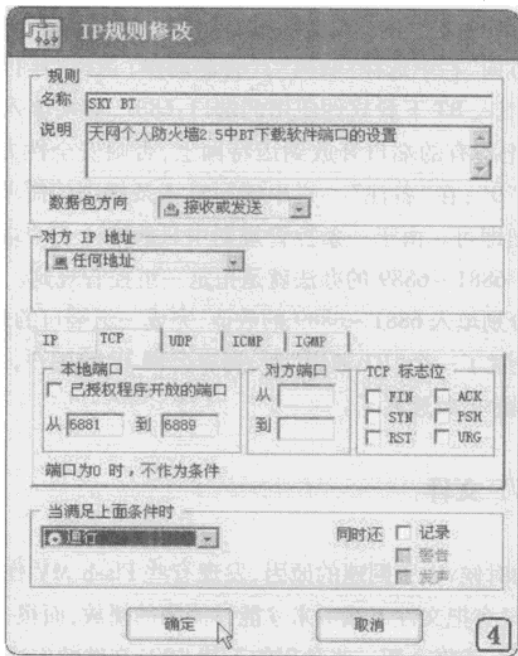 IP规则修改
规则
名称 SKY BT
说明 天网个人防火墙2.5中BT下载软件端口的设置
数据包方向 接收或发送
对方 IP 地址
任何地址
IP TCP UDP ICMP IGMP
本地端口 对方端口 TCP 标志位
已授权程序开放的端口 从 FIN ACK
从 6881 到 6889 到 SYN PSH
RST URG
端口为0 时，不作为条件
当满足上面条件时
通行 同时还 记录
警告
发声
确定 取消
4